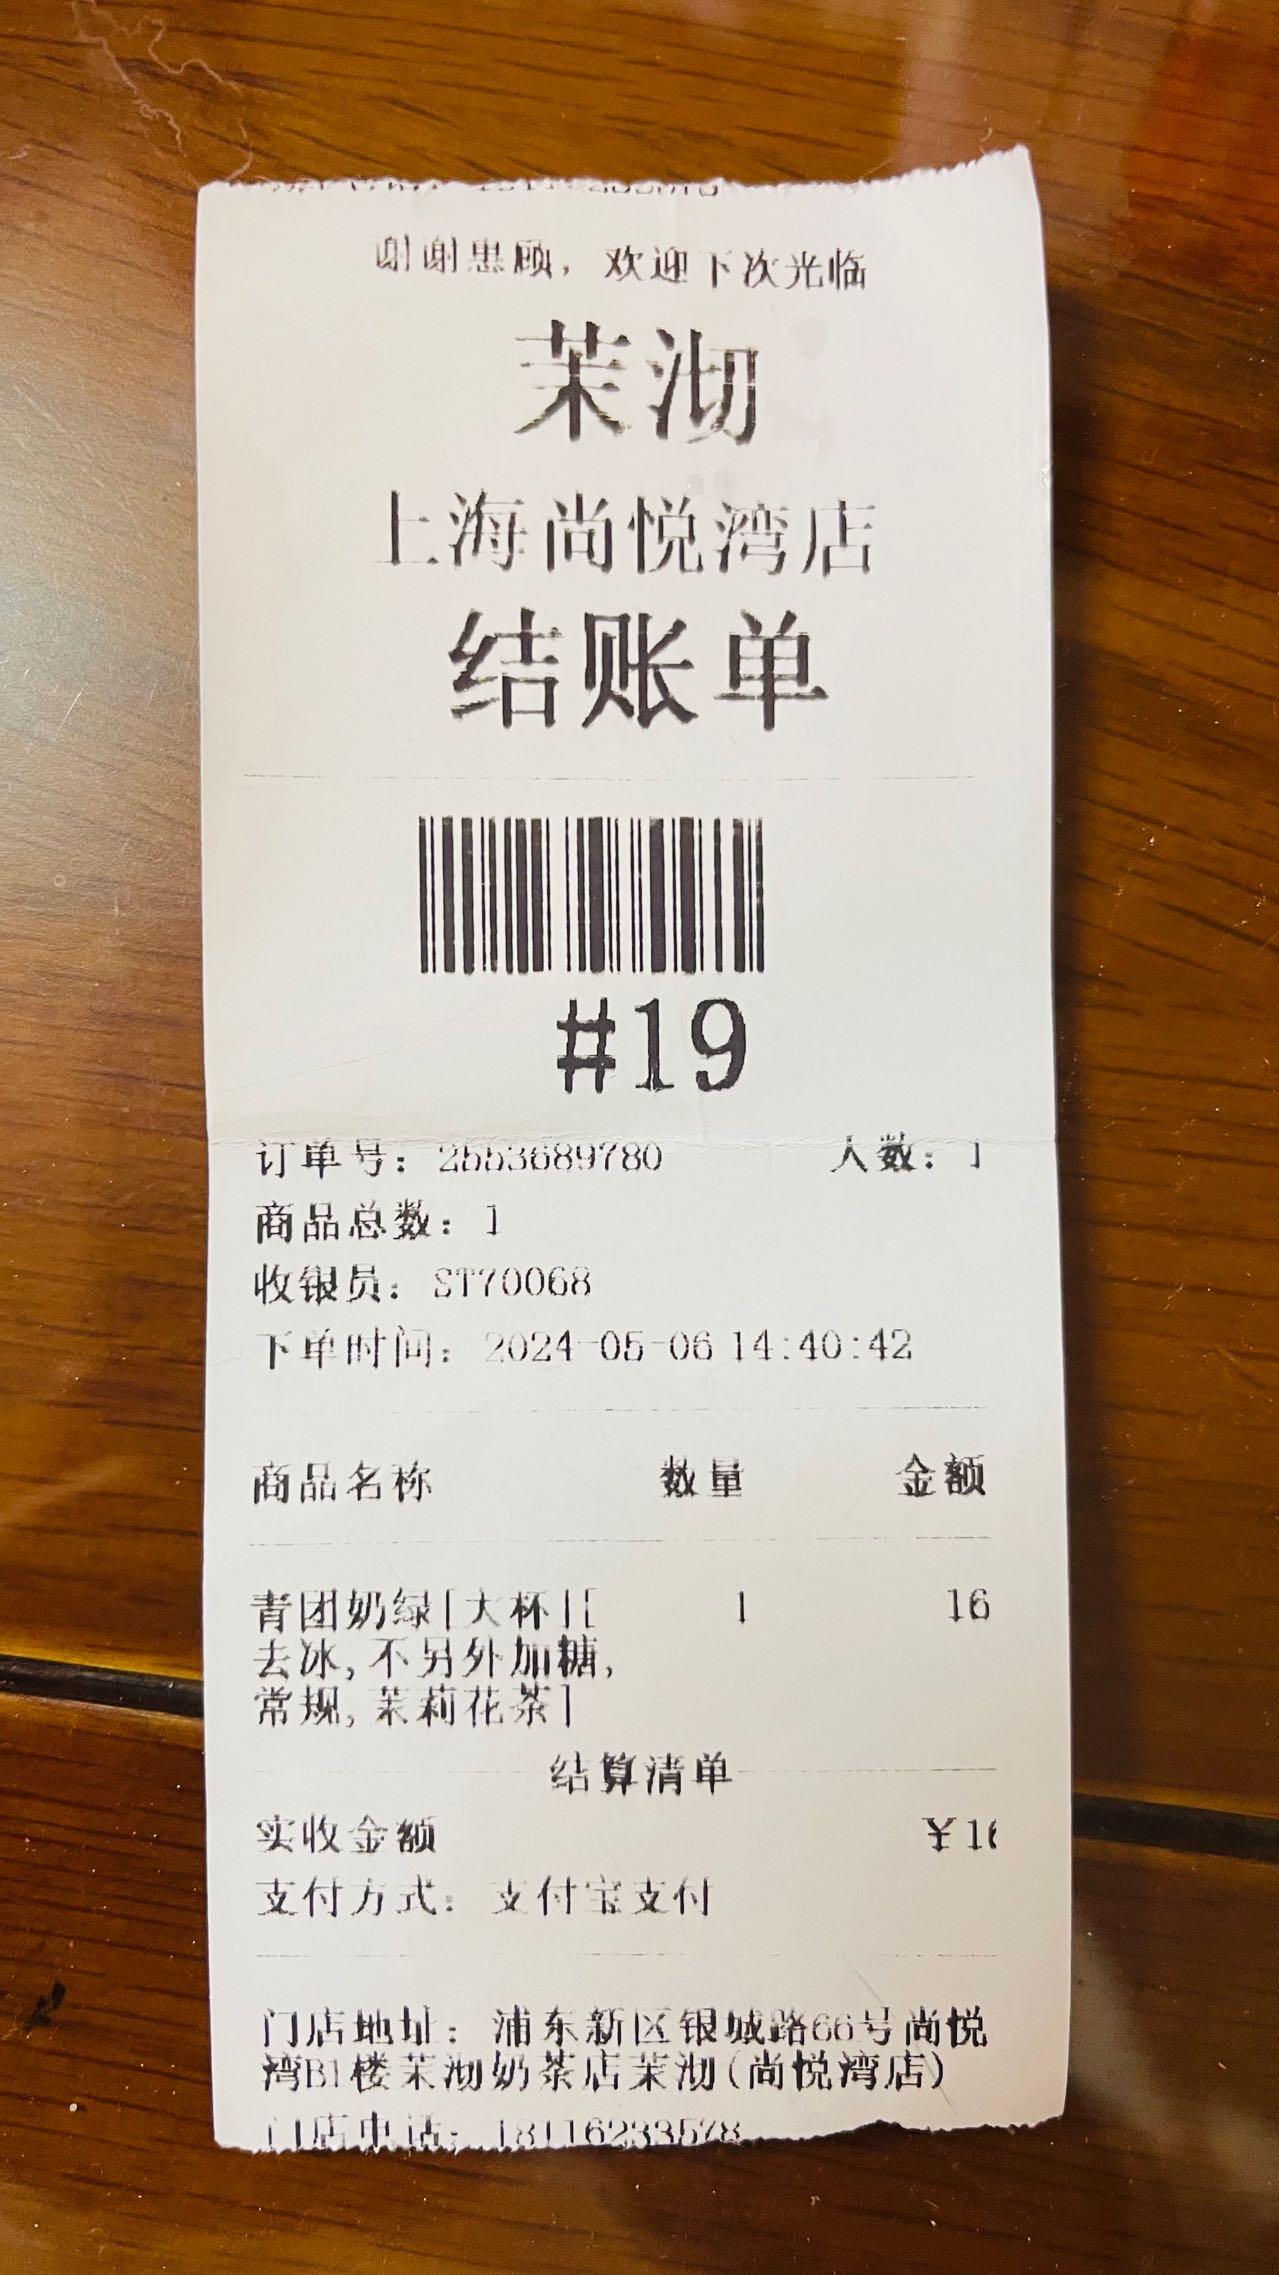 谢谢惠顾，欢迎下次光临
茉沏
上海尚悦湾店
结账单
#19
订单号：2553689780 人数：1
商品总数：1
收银员：ST70068
下单时间：2024-05-06 14:40:42
商品名称 数量 金额
青团奶绿[大杯][ 1 16
去冰,不另外加糖,
常规,茉莉花茶]
结算清单
实收金额 ¥16
支付方式：支付宝支付
门店地址：浦东新区银城路66号尚悦
湾B1楼茉沏奶茶店茉沏(尚悦湾店)
门店电话：18116233578